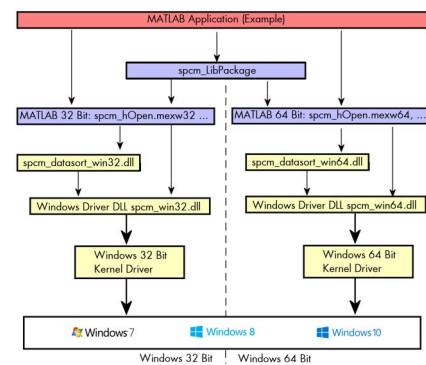 MATLAB Application (Example)
spcm_LibPackage
MATLAB 32 Bit: spcm_hOpen.mexw32 ...
MATLAB 64 Bit: spcm_hOpen.mexw64, ...
spcm_datasort_win32.dll
spcm_datasort_win64.dll
Windows Driver DLL spcm_win32.dll
Windows Driver DLL spcm_win64.dll
Windows 32 Bit
Kernel Driver
Windows 64 Bit
Kernel Driver
Windows 7
Windows 8
Windows 10
Windows 32 Bit
Windows 64 Bit